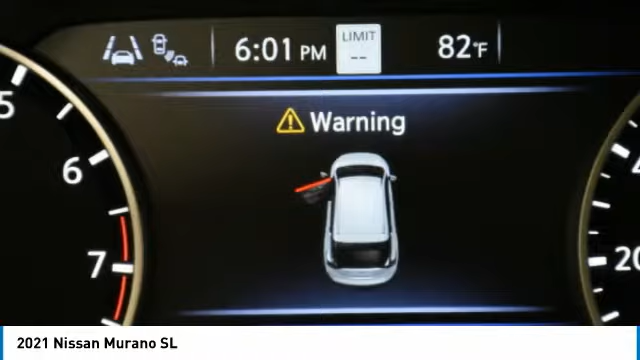 6:01 PM
LIMIT
--
82°F
Warning
5
6
7
20
2021 Nissan Murano SL